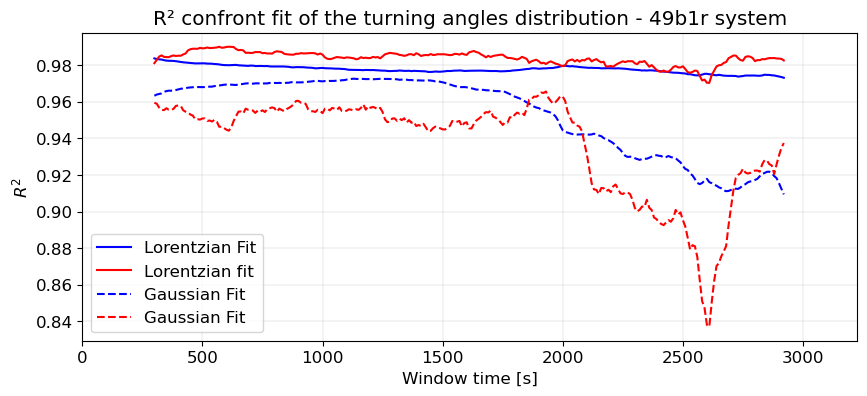 R² confront fit of the turning angles distribution - 49b1r system
0.98
0.96
0.94
0.92
0.90
0.88
0.86
0.84
R²
Lorentzian Fit
Lorentzian fit
Gaussian Fit
Gaussian Fit
0 500 1000 1500 2000 2500 3000
Window time [s]